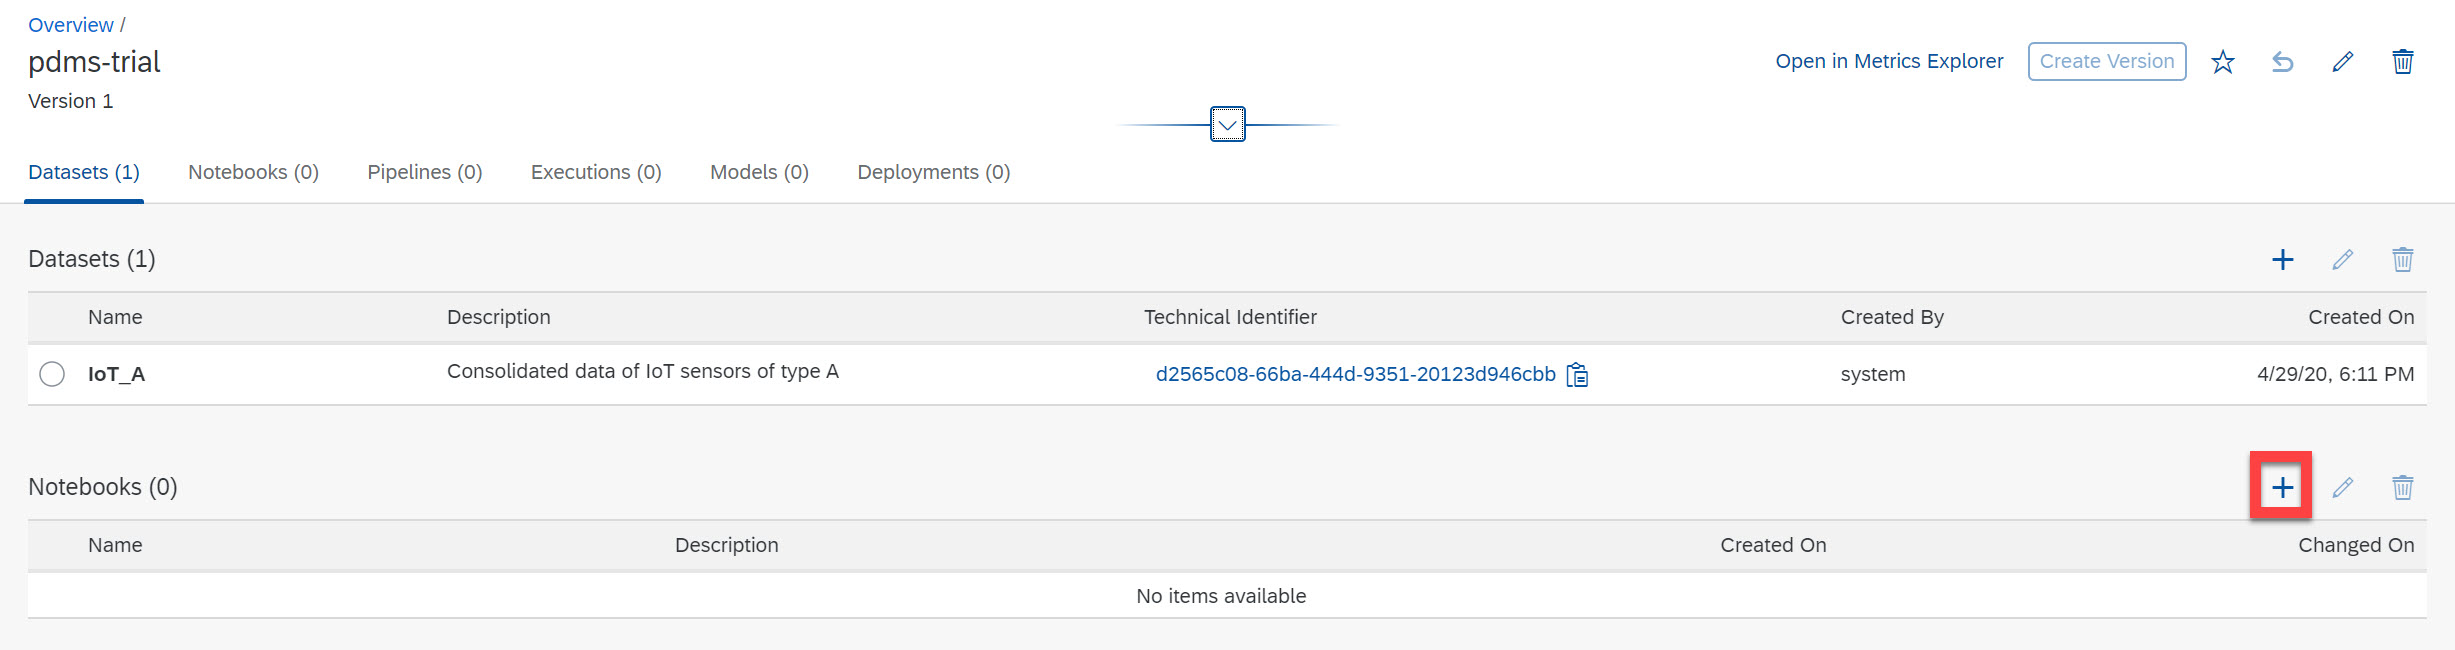 Overview /
pdms-trial
Version 1
Open in Metrics Explorer Create Version
Datasets (1) Notebooks (0) Pipelines (0) Executions (0) Models (0) Deployments (0)
Datasets (1)
Name Description Technical Identifier Created By Created On
IoT_A Consolidated data of IoT sensors of type A d2565c08-66ba-444d-9351-20123d946cbb system 4/29/20, 6:11 PM
Notebooks (0)
Name Description Created On Changed On
No items available